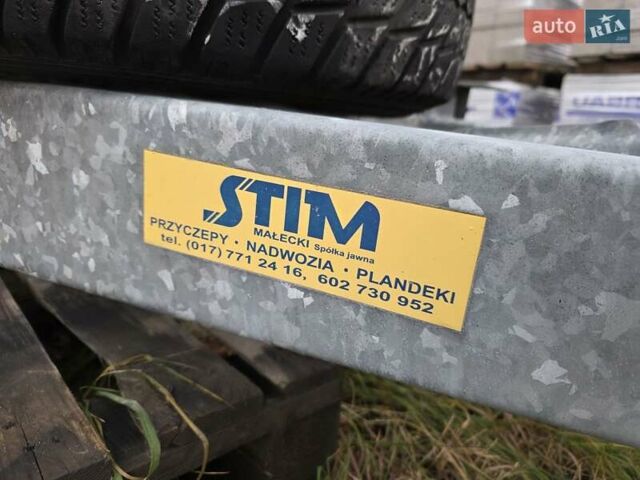 auto RIA
STIM
MAŁECKI Spółka jawna
PRZYCZEPY · NADWOZIA · PLANDEKI
tel. (017) 771 24 16, 602 730 952